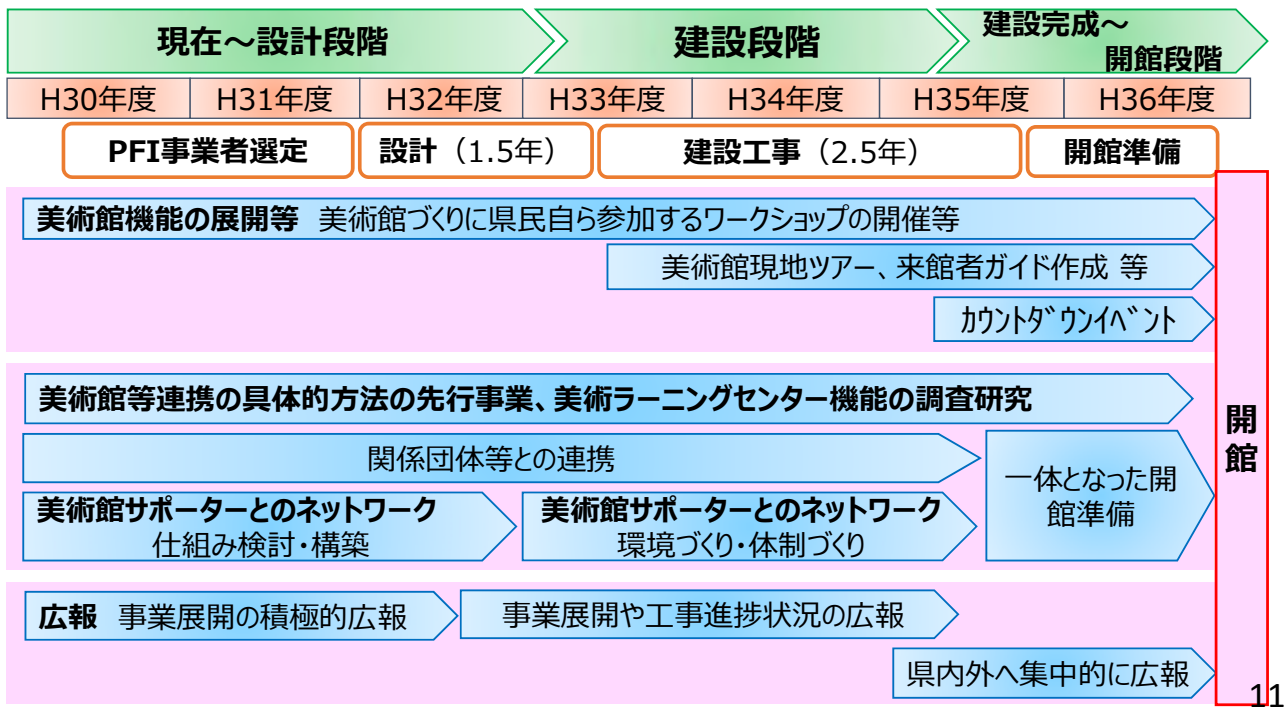 現在～設計段階
建設段階
建設完成～
開館段階
H30年度 H31年度 H32年度 H33年度 H34年度 H35年度 H36年度
PFI事業者選定 設計（1.5年） 建設工事（2.5年） 開館準備
美術館機能の展開等 美術館づくりに県民自ら参加するワークショップの開催等
美術館現地ツアー、来館者ガイド作成 等
ｶｳﾝﾄﾀﾞｳﾝｲﾍﾞﾝﾄ
美術館等連携の具体的方法の先行事業、美術ラーニングセンター機能の調査研究
関係団体等との連携
美術館サポーターとのネットワーク
仕組み検討・構築
美術館サポーターとのネットワーク
環境づくり・体制づくり
一体となった開
館準備
広報 事業展開の積極的広報
事業展開や工事進捗状況の広報
県内外へ集中的に広報
開
館
11